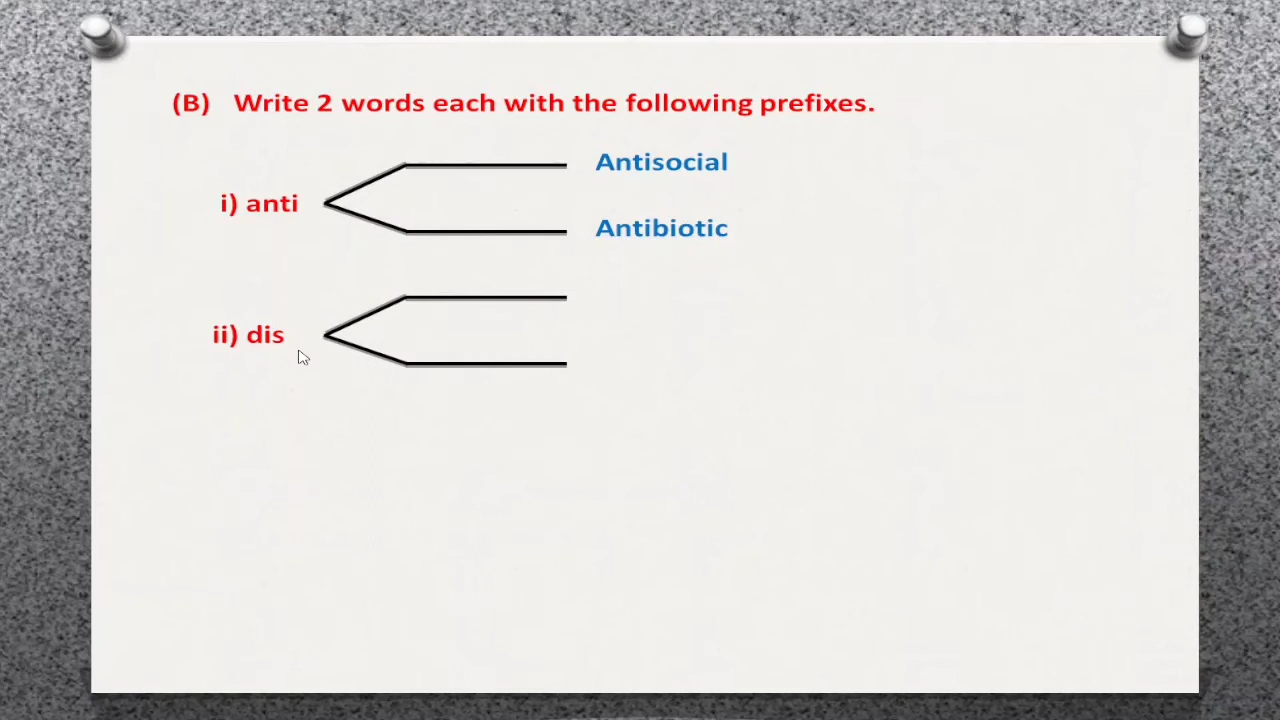 (B) Write 2 words each with the following prefixes.
Antisocial
i) anti
Antibiotic
ii) dis